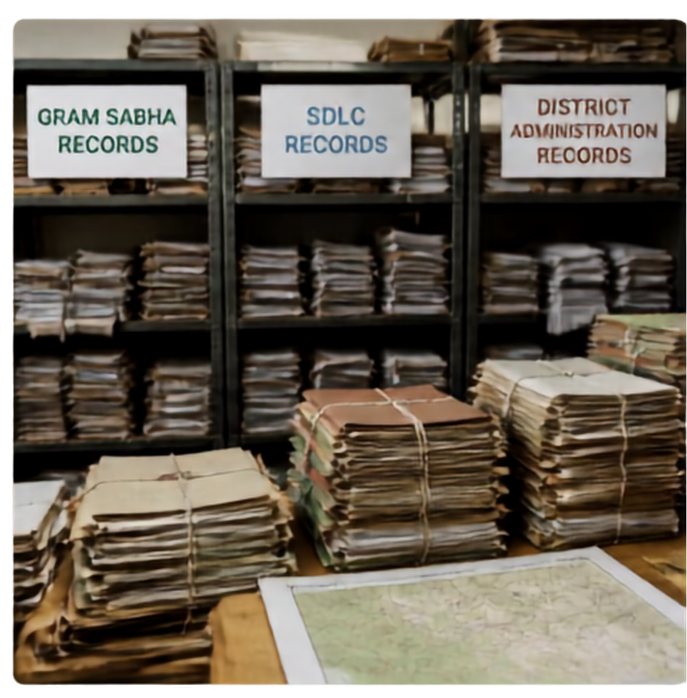 GRAM SABHA
RECORDS
SDLC
RECORDS
DISTRICT
ADMINISTRATION
RECORDS